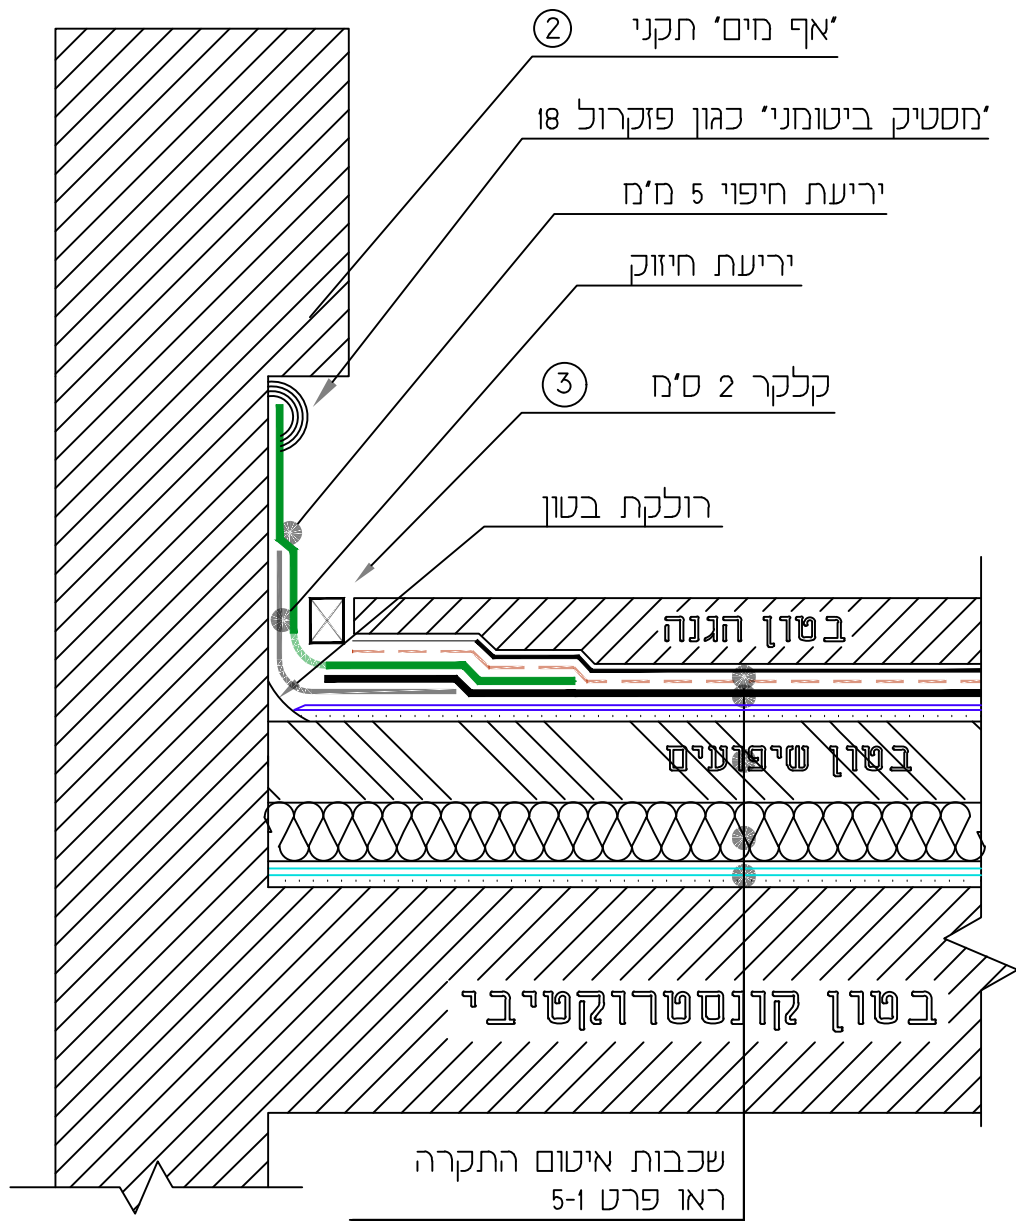 "אף מים" תקני ②
"מסטיק ביטומני" כגון פזקרול 18
יריעת חיפוי 5 מ"מ
יריעת חיזוק
קלקר 2 ס"מ ③
רולקת בטון
בטון הגנה
בטון שיפועים
בטון קונסטרוקטיבי
שכבות איטום התקרה
ראו פרט 5-1